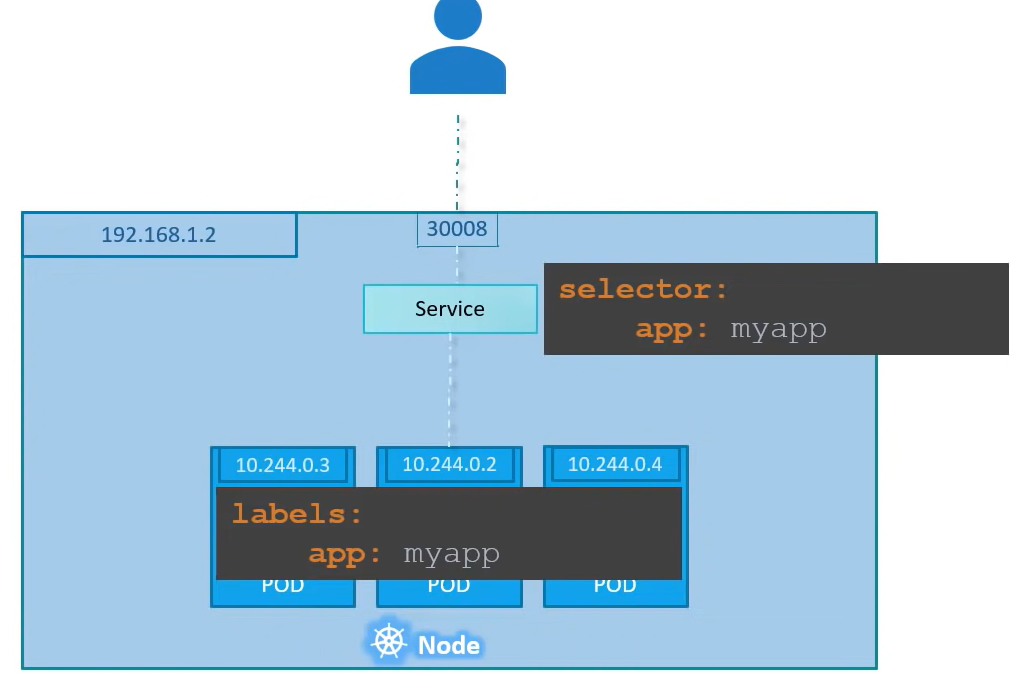 192.168.1.2
30008
Service
selector:
app: myapp
10.244.0.3
10.244.0.2
10.244.0.4
labels:
app: myapp
POD
POD
POD
Node